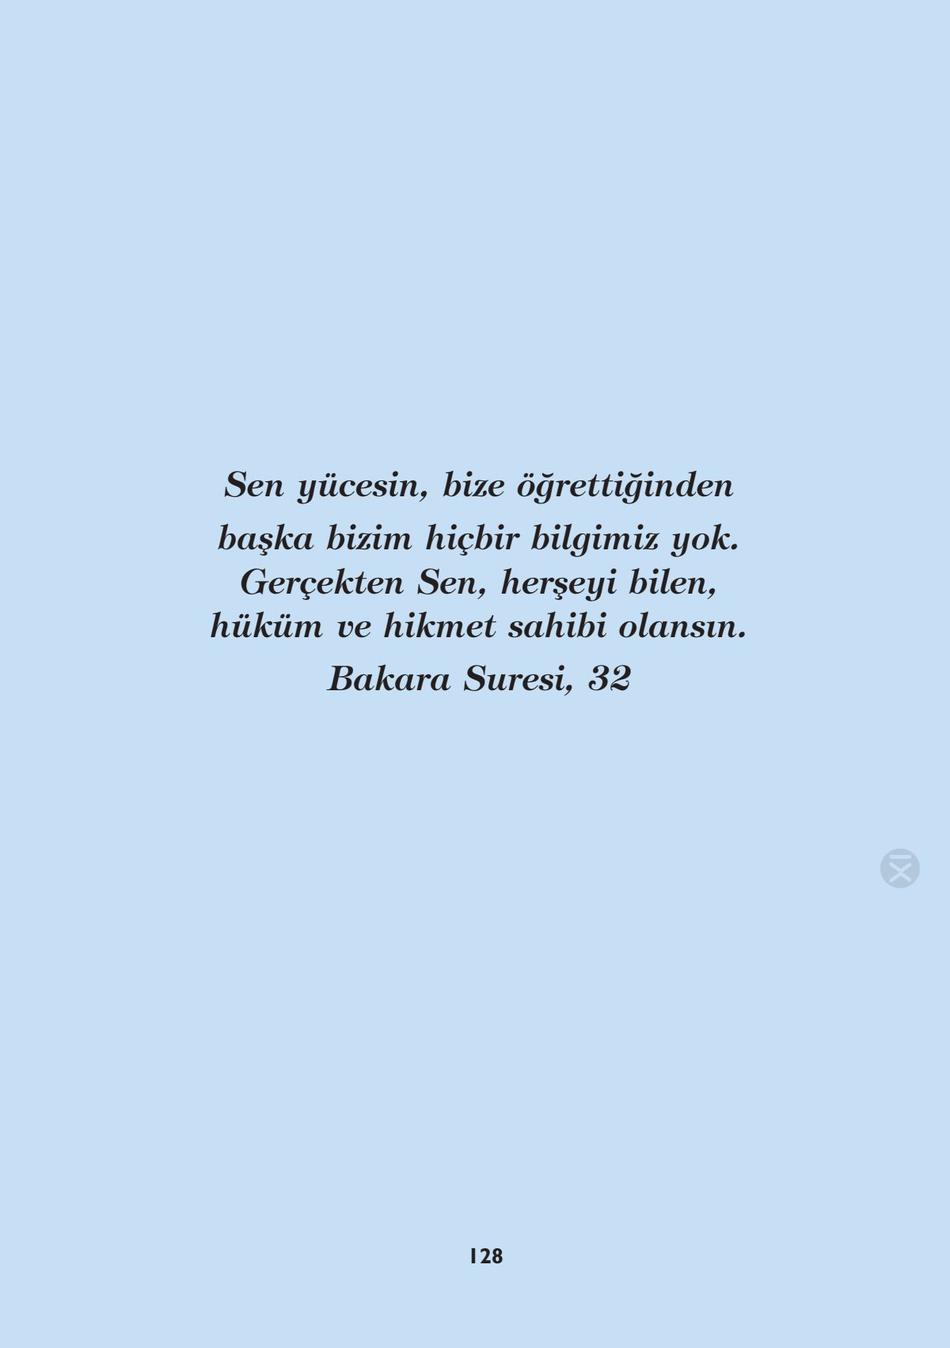 Sen yücesin, bize öğrettiğinden
başka bizim hiçbir bilgimiz yok.
Gerçekten Sen, herşeyi bilen,
hüküm ve hikmet sahibi olansın.
Bakara Suresi, 32
128